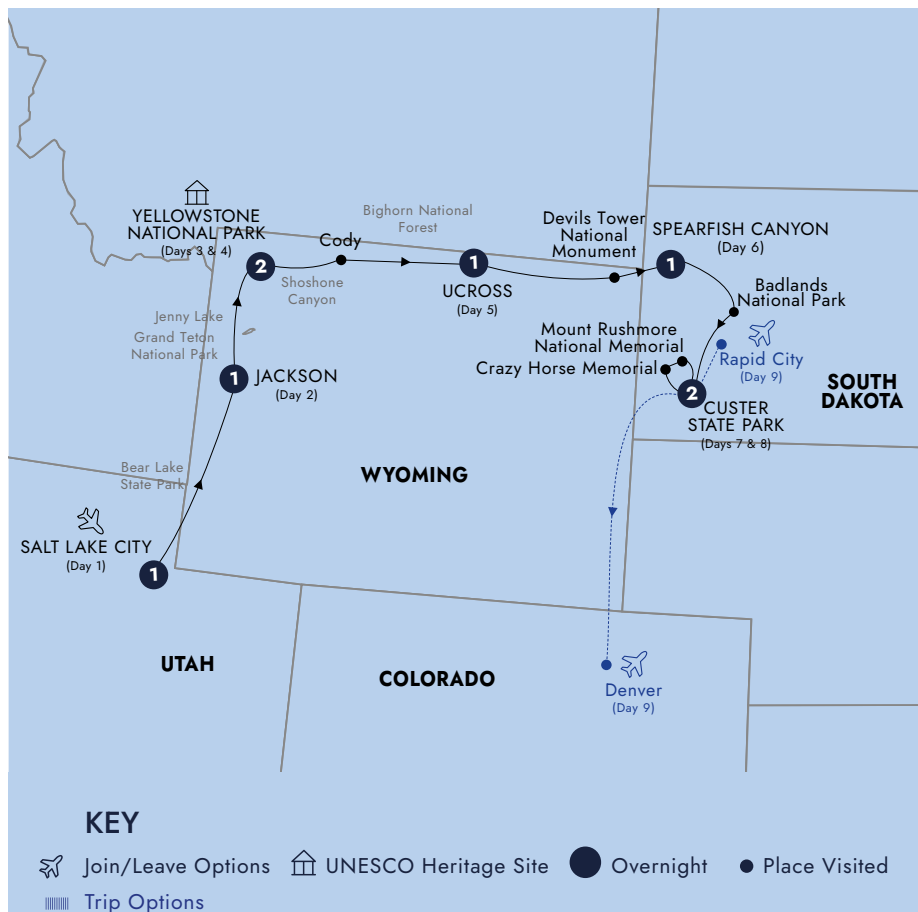 YELLOWSTONE
NATIONAL PARK
(Days 3 & 4)
2
Bighorn National
Forest
Cody
Shoshone
Canyon
1
UCROSS
(Day 5)
Devils Tower
National
Monument
SPEARFISH CANYON
(Day 6)
1
Badlands
National Park
Jenny Lake
Grand Teton
National Park
1
JACKSON
(Day 2)
Mount Rushmore
National Memorial
Crazy Horse Memorial
Rapid City
(Day 9)
2
CUSTER
STATE PARK
(Days 7 & 8)
SOUTH
DAKOTA
Bear Lake
State Park
WYOMING
SALT LAKE CITY
(Day 1)
1
UTAH
COLORADO
Denver
(Day 9)
KEY
Join/Leave Options
UNESCO Heritage Site
Overnight
Place Visited
Trip Options